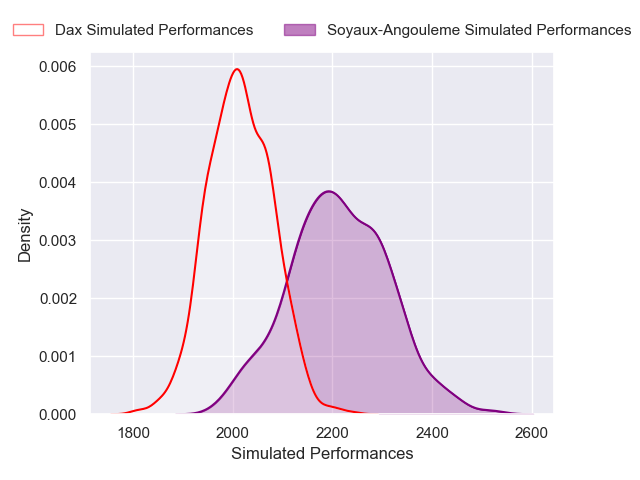 Dax Simulated Performances
Soyaux-Angouleme Simulated Performances
0.006
0.005
0.004
0.003
0.002
0.001
0.000
Density
1800 2000 2200 2400 2600
Simulated Performances